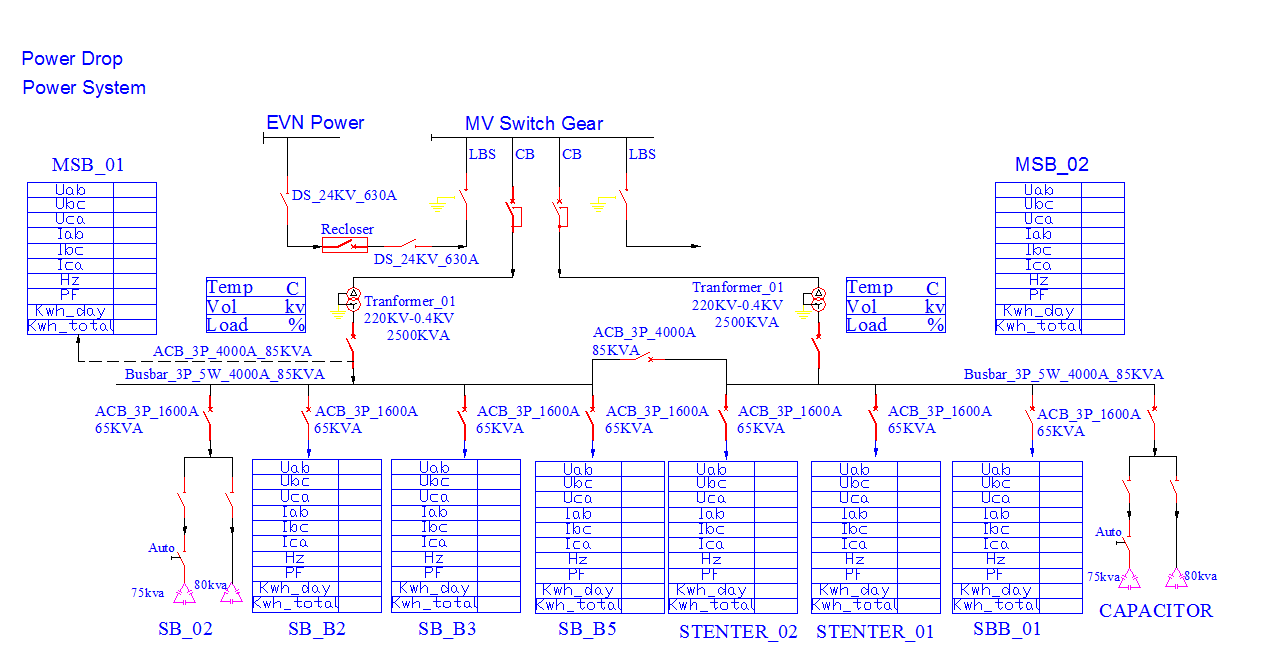 Power Drop
Power System
EVN Power
MV Switch Gear
LBS
CB
CB
LBS
MSB_01
Uab
Ubc
Uca
Iab
Ibc
Ica
Hz
PF
Kwh_day
Kwh_total
DS_24KV_630A
Recloser
DS_24KV_630A
MSB_02
Uab
Ubc
Uca
Iab
Ibc
Ica
Hz
PF
Kwh_day
Kwh_total
Temp C
Vol kv
Load %
Tranformer_01
220KV-0.4KV
2500KVA
Tranformer_01
220KV-0.4KV
2500KVA
Temp C
Vol kv
Load %
ACB_3P_4000A_85KVA
ACB_3P_4000A
85KVA
Busbar_3P_5W_4000A_85KVA
Busbar_3P_5W_4000A_85KVA
ACB_3P_1600A
65KVA
ACB_3P_1600A
65KVA
ACB_3P_1600A
65KVA
ACB_3P_1600A
65KVA
ACB_3P_1600A
65KVA
ACB_3P_1600A
65KVA
ACB_3P_1600A
65KVA
Auto
75kva
80kva
SB_02
Uab
Ubc
Uca
Iab
Ibc
Ica
Hz
PF
Kwh_day
Kwh_total
SB_B2
Uab
Ubc
Uca
Iab
Ibc
Ica
Hz
PF
Kwh_day
Kwh_total
SB_B3
Uab
Ubc
Uca
Iab
Ibc
Ica
Hz
PF
Kwh_day
Kwh_total
SB_B5
Uab
Ubc
Uca
Iab
Ibc
Ica
Hz
PF
Kwh_day
Kwh_total
STENTER_02
Uab
Ubc
Uca
Iab
Ibc
Ica
Hz
PF
Kwh_day
Kwh_total
STENTER_01
Uab
Ubc
Uca
Iab
Ibc
Ica
Hz
PF
Kwh_day
Kwh_total
SBB_01
Auto
75kva
80kva
CAPACITOR